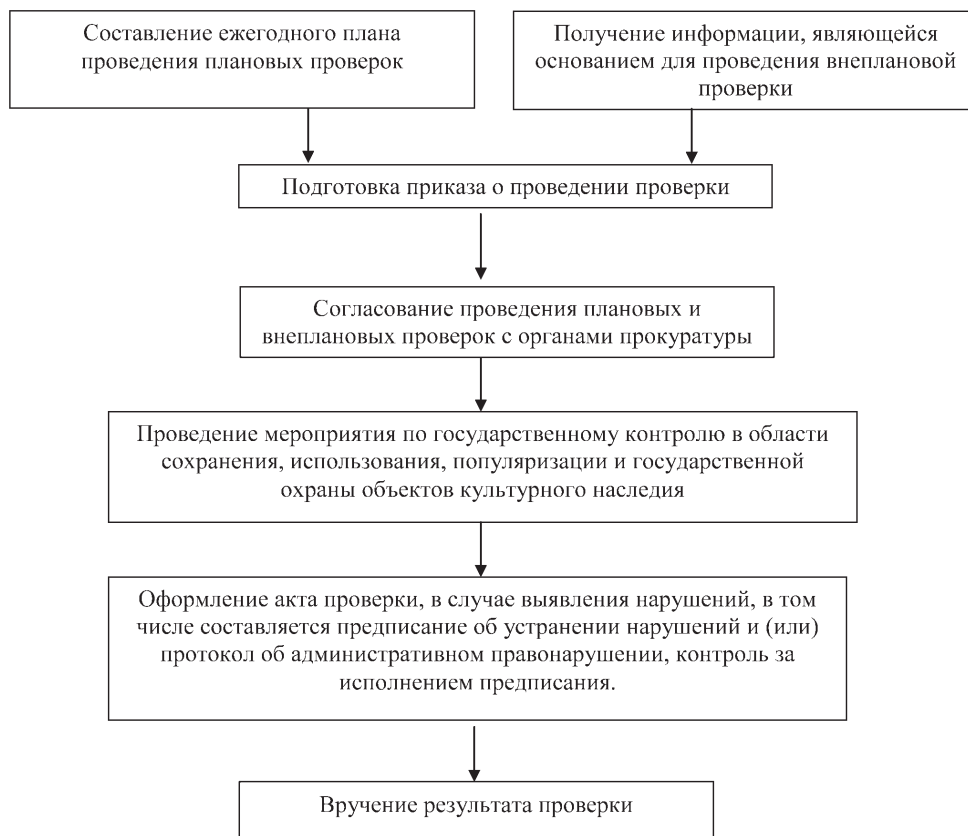 Составление ежегодного плана
проведения плановых проверок
Получение информации, являющейся
основанием для проведения внеплановой
проверки
Подготовка приказа о проведении проверки
Согласование проведения плановых и
внеплановых проверок с органами прокуратуры
Проведение мероприятия по государственному контролю в области
сохранения, использования, популяризации и государственной
охраны объектов культурного наследия
Оформление акта проверки, в случае выявления нарушений, в том
числе составляется предписание об устранении нарушений и (или)
протокол об административном правонарушении, контроль за
исполнением предписания.
Вручение результата проверки